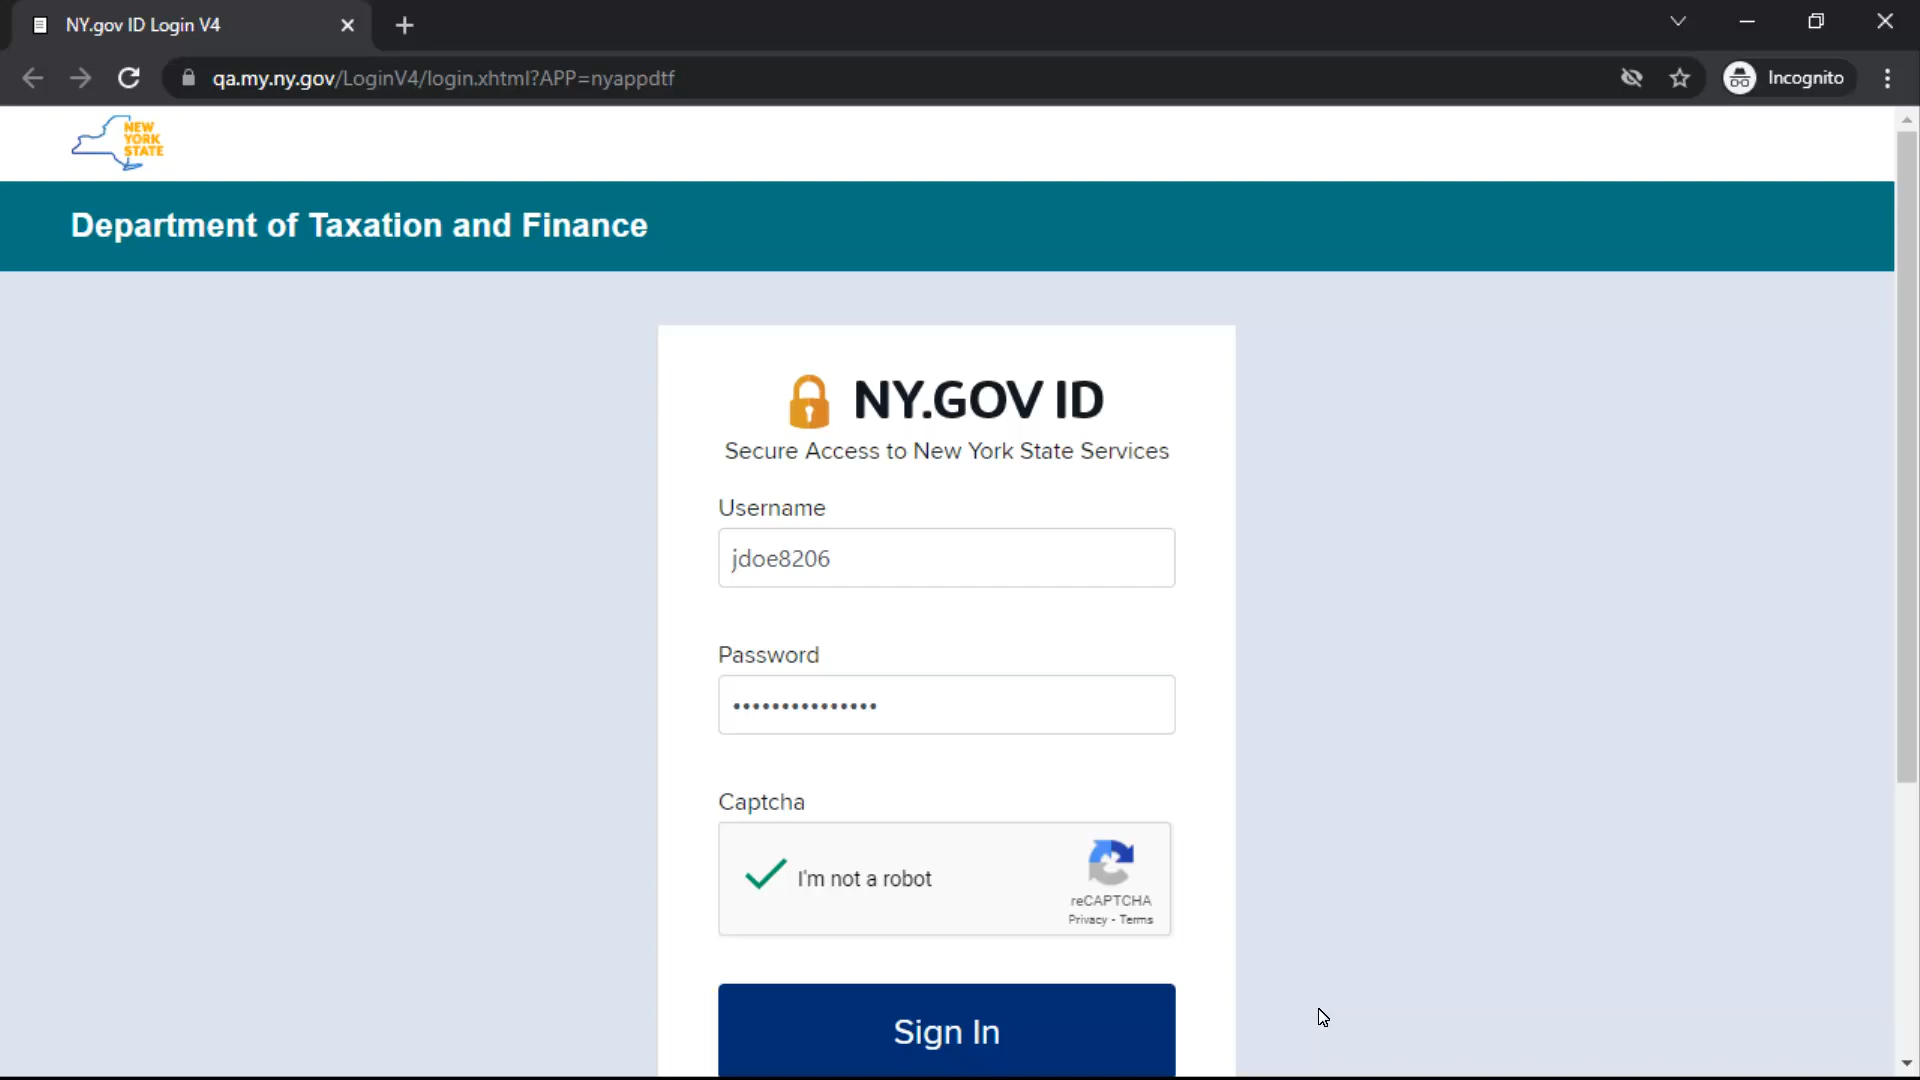 NY.gov ID Login V4
qa.my.ny.gov/LoginV4/login.xhtml?APP=nyappdtf
Incognito
NEW
YORK
STATE
Department of Taxation and Finance
NY.GOV ID
Secure Access to New York State Services
Username
jdoe8206
Password
•••••••••••••••
Captcha
I'm not a robot
reCAPTCHA
Privacy - Terms
Sign In